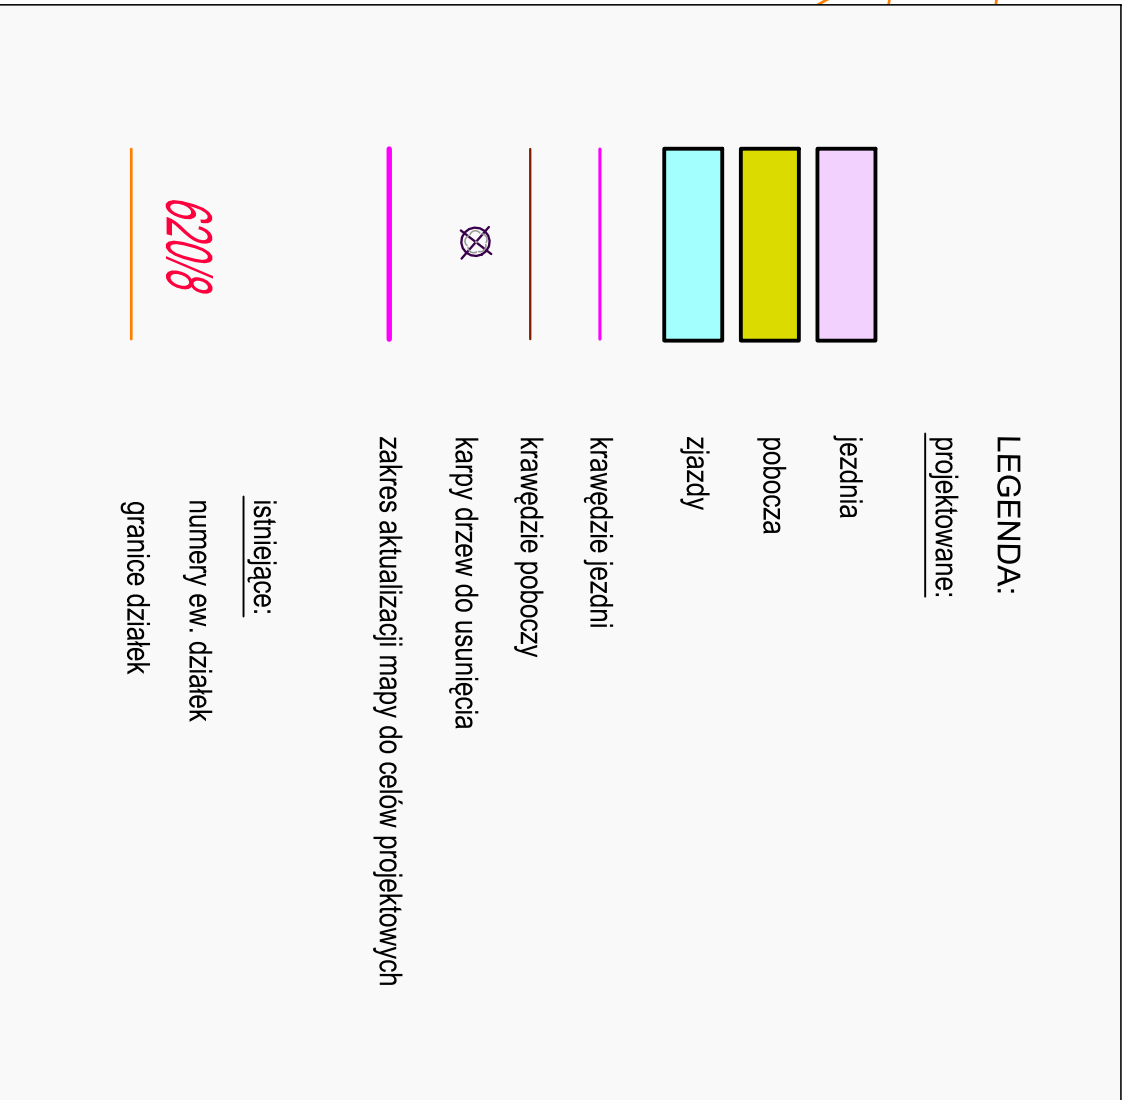 LEGENDA:
projektowane:
jezdnia
pobocza
zjazdy
krawędzie jezdni
krawędzie poboczy
karpy drzew do usunięcia
zakres aktualizacji mapy do celów projektowych
istniejące:
620/8 numery ew. działek
granice działek